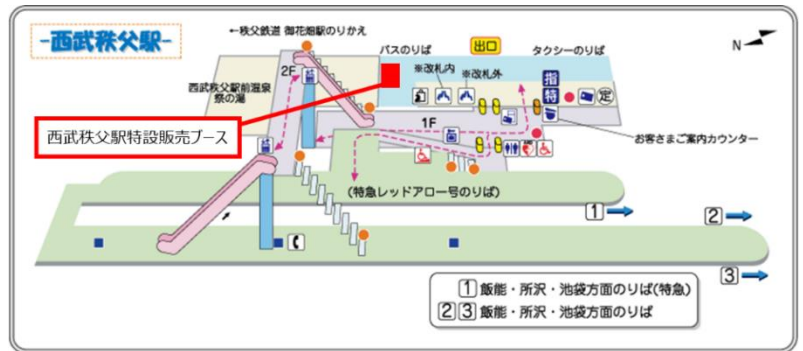 -西武秩父駅-
←秩父鉄道 御花畑駅のりかえ
バスのりば
出口
タクシーのりば
N
2F
※改札内
※改札外
指
特
定
西武秩父駅前温泉
祭の湯
1F
西武秩父駅特設販売ブース
お客さまご案内カウンター
(特急レッドアロー号のりば)
1
2
3
1 飯能・所沢・池袋方面のりば(特急)
2 3 飯能・所沢・池袋方面のりば